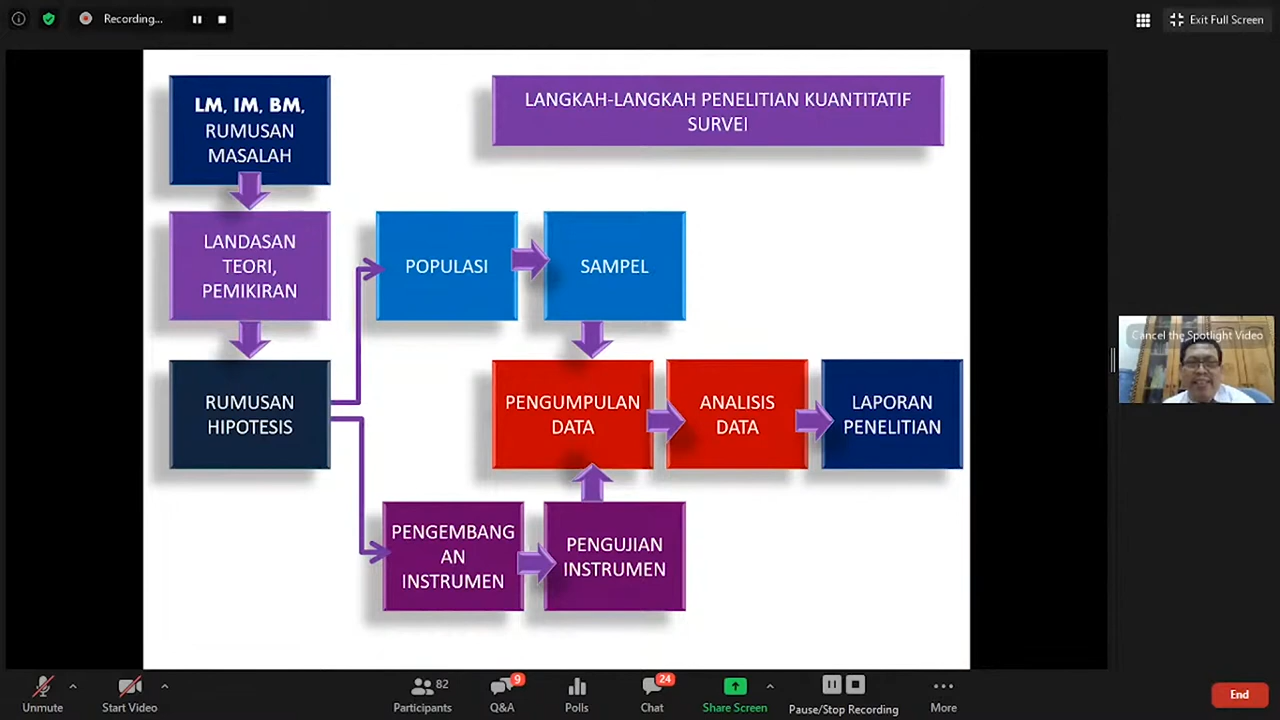 Recording...
Exit Full Screen
LM, IM, BM,
RUMUSAN
MASALAH
LANGKAH-LANGKAH PENELITIAN KUANTITATIF
SURVEI
LANDASAN
TEORI,
PEMIKIRAN
POPULASI
SAMPEL
Cancel the Spotlight Video
RUMUSAN
HIPOTESIS
PENGUMPULAN
DATA
ANALISIS
DATA
LAPORAN
PENELITIAN
PENGEMBANG
AN
INSTRUMEN
PENGUJIAN
INSTRUMEN
Unmute
Start Video
82
Participants
9
Q&A
Polls
24
Chat
Share Screen
Pause/Stop Recording
More
End